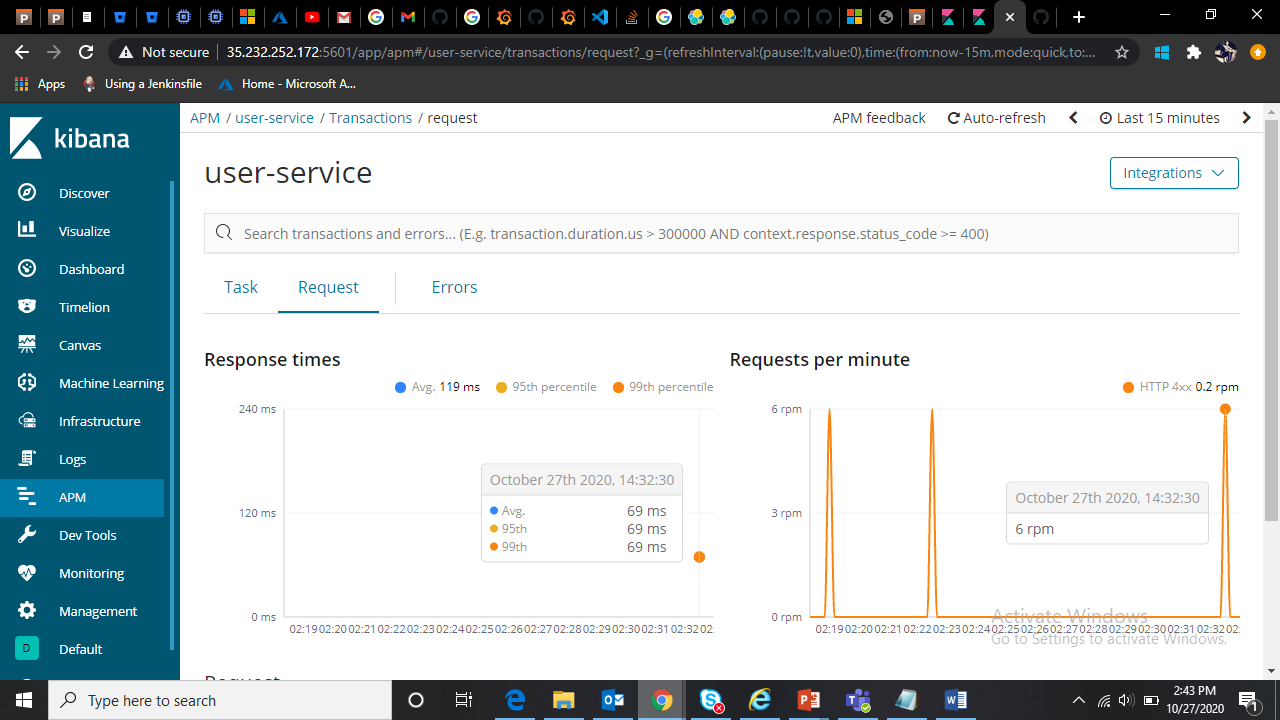 Not secure
35.232.252.172:5601/app/apm#/user-service/transactions/request?_g=(refreshInterval:(pause:!t,value:0),time:(from:now-15m,mode:quick,to:...
Apps
Using a Jenkinsfile
Home - Microsoft A...
kibana
Discover
Visualize
Dashboard
Timelion
Canvas
Machine Learning
Infrastructure
Logs
APM
Dev Tools
Monitoring
Management
D
Default
APM / user-service / Transactions / request
APM feedback
Auto-refresh
Last 15 minutes
user-service
Integrations
Search transactions and errors... (E.g. transaction.duration.us > 300000 AND context.response.status_code >= 400)
Task
Request
Errors
Response times
Avg. 119 ms
95th percentile
99th percentile
240 ms
120 ms
0 ms
October 27th 2020, 14:32:30
Avg. 69 ms
95th 69 ms
99th 69 ms
02:19 02:20 02:21 02:22 02:23 02:24 02:25 02:26 02:27 02:28 02:29 02:30 02:31 02:32
Requests per minute
HTTP 4xx 0.2 rpm
6 rpm
3 rpm
0 rpm
October 27th 2020, 14:32:30
6 rpm
02:19 02:20 02:21 02:22 02:23 02:24 02:25 02:26 02:27 02:28 02:29 02:30 02:31 02:32
Activate Windows
Go to Settings to activate Windows.
Request
Type here to search
2:43 PM
10/27/2020
1